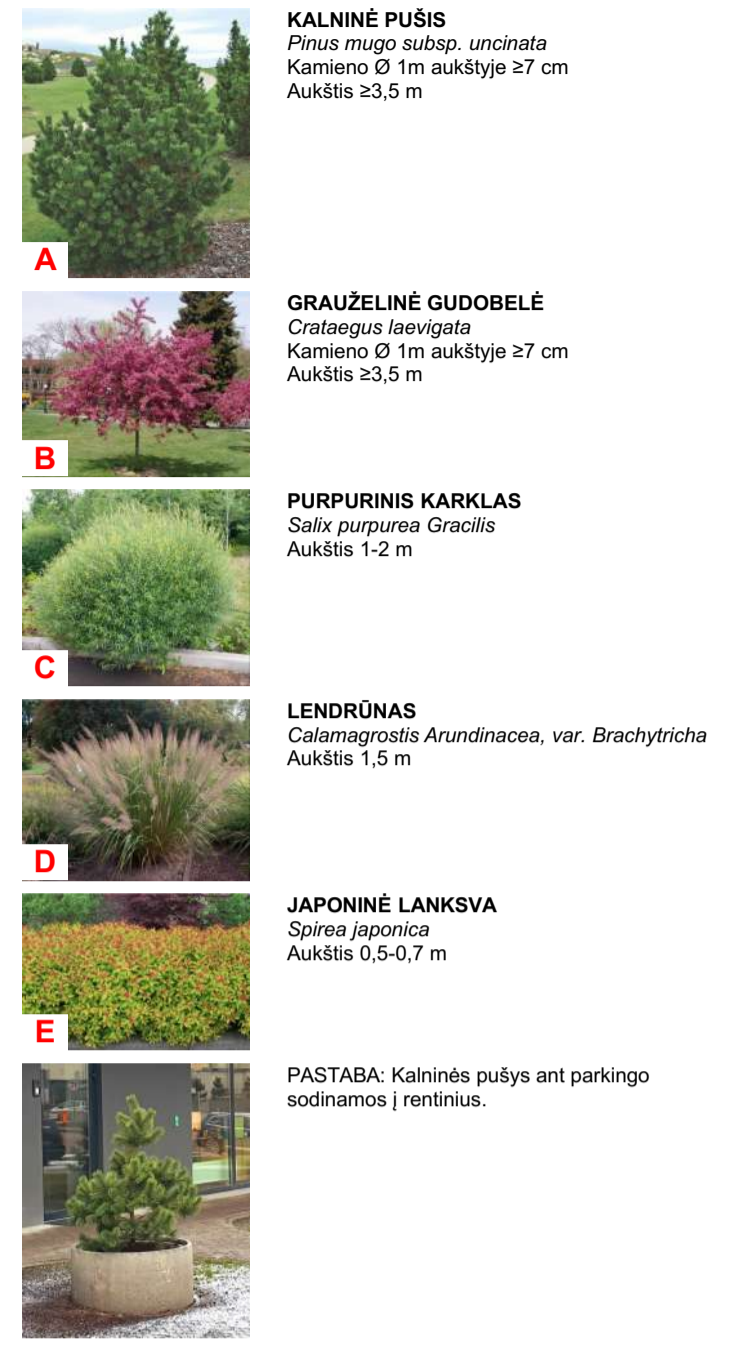 KALNINĖ PUŠIS
Pinus mugo subsp. uncinata
Kamieno Ø 1m aukštyje ≥7 cm
Aukštis ≥3,5 m
A
GRAUŽELINĖ GUDOBELĖ
Crataegus laevigata
Kamieno Ø 1m aukštyje ≥7 cm
Aukštis ≥3,5 m
B
PURPURINIS KARKLAS
Salix purpurea Gracilis
Aukštis 1-2 m
C
LENDRŪNAS
Calamagrostis Arundinacea, var. Brachytricha
Aukštis 1,5 m
D
JAPONINĖ LANKSVA
Spirea japonica
Aukštis 0,5-0,7 m
E
PASTABA: Kalninės pušys ant parkingo
sodinamos į rentinius.